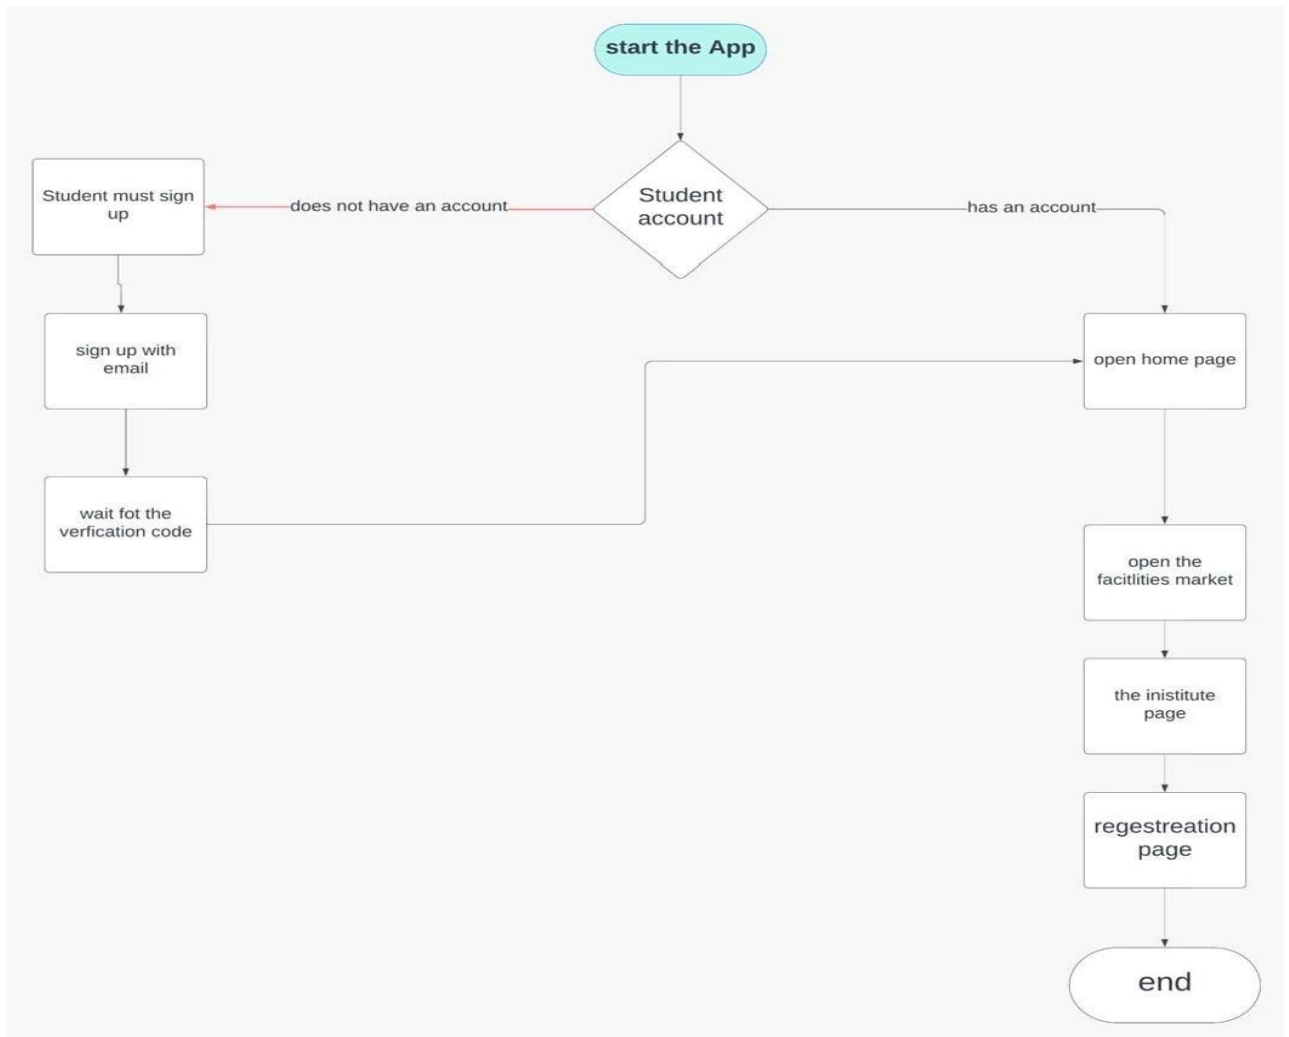 start the App
Student
account
does not have an account
has an account
Student must sign
up
sign up with
email
open home page
wait fot the
verfication code
open the
facitlities market
the inistitute
page
regestreation
page
end